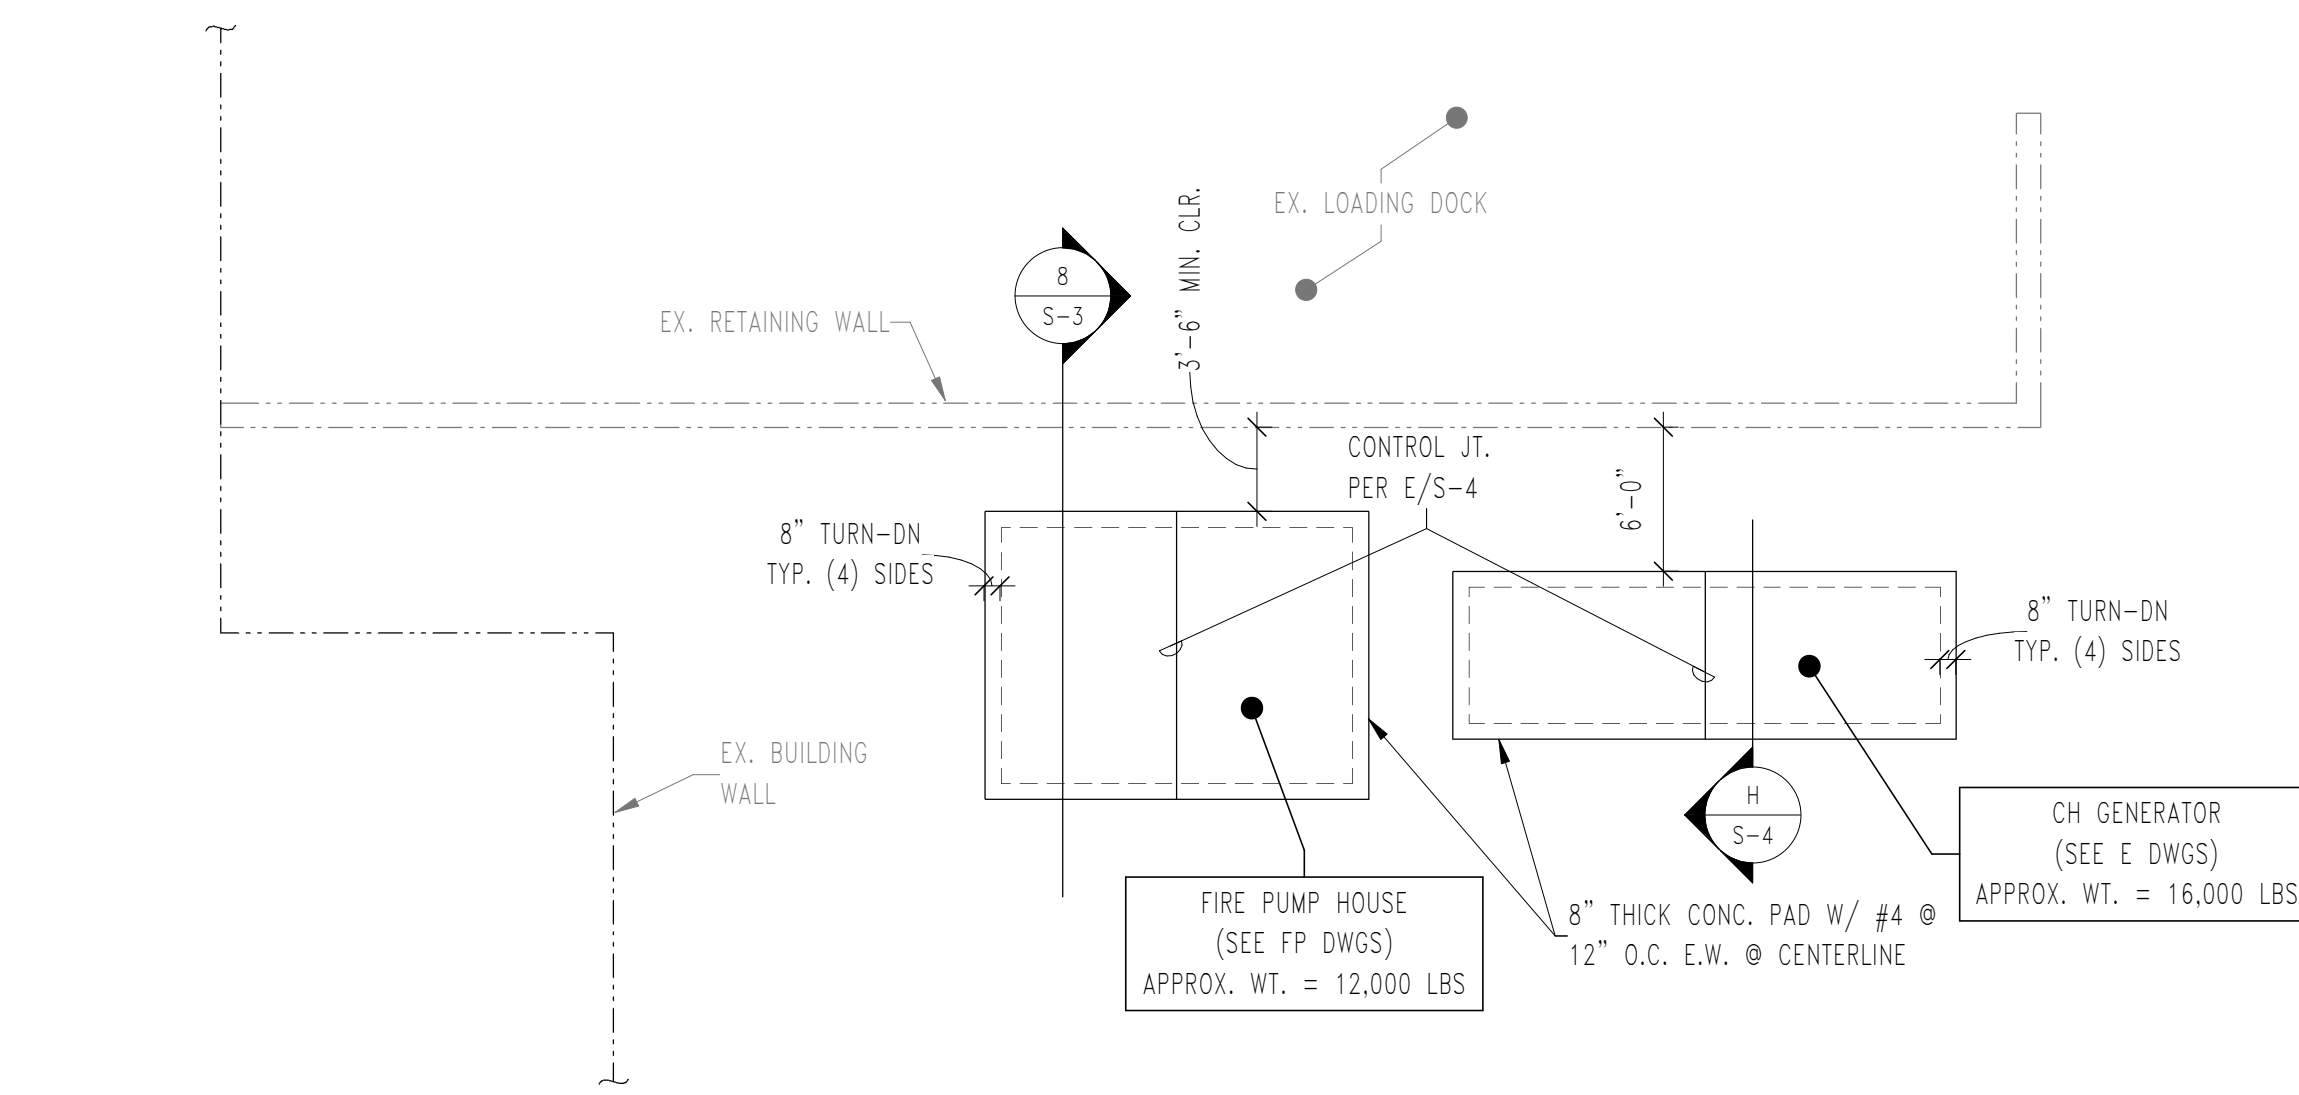 EX. LOADING DOCK
3'-6" MIN. CLR.
8
S-3
EX. RETAINING WALL
CONTROL JT.
PER E/S-4
6'-0"
8" TURN-DN
TYP. (4) SIDES
8" TURN-DN
TYP. (4) SIDES
EX. BUILDING
WALL
H
S-4
CH GENERATOR
(SEE E DWGS)
APPROX. WT. = 16,000 LBS
FIRE PUMP HOUSE
(SEE FP DWGS)
APPROX. WT. = 12,000 LBS
8" THICK CONC. PAD W/ #4 @
12" O.C. E.W. @ CENTERLINE